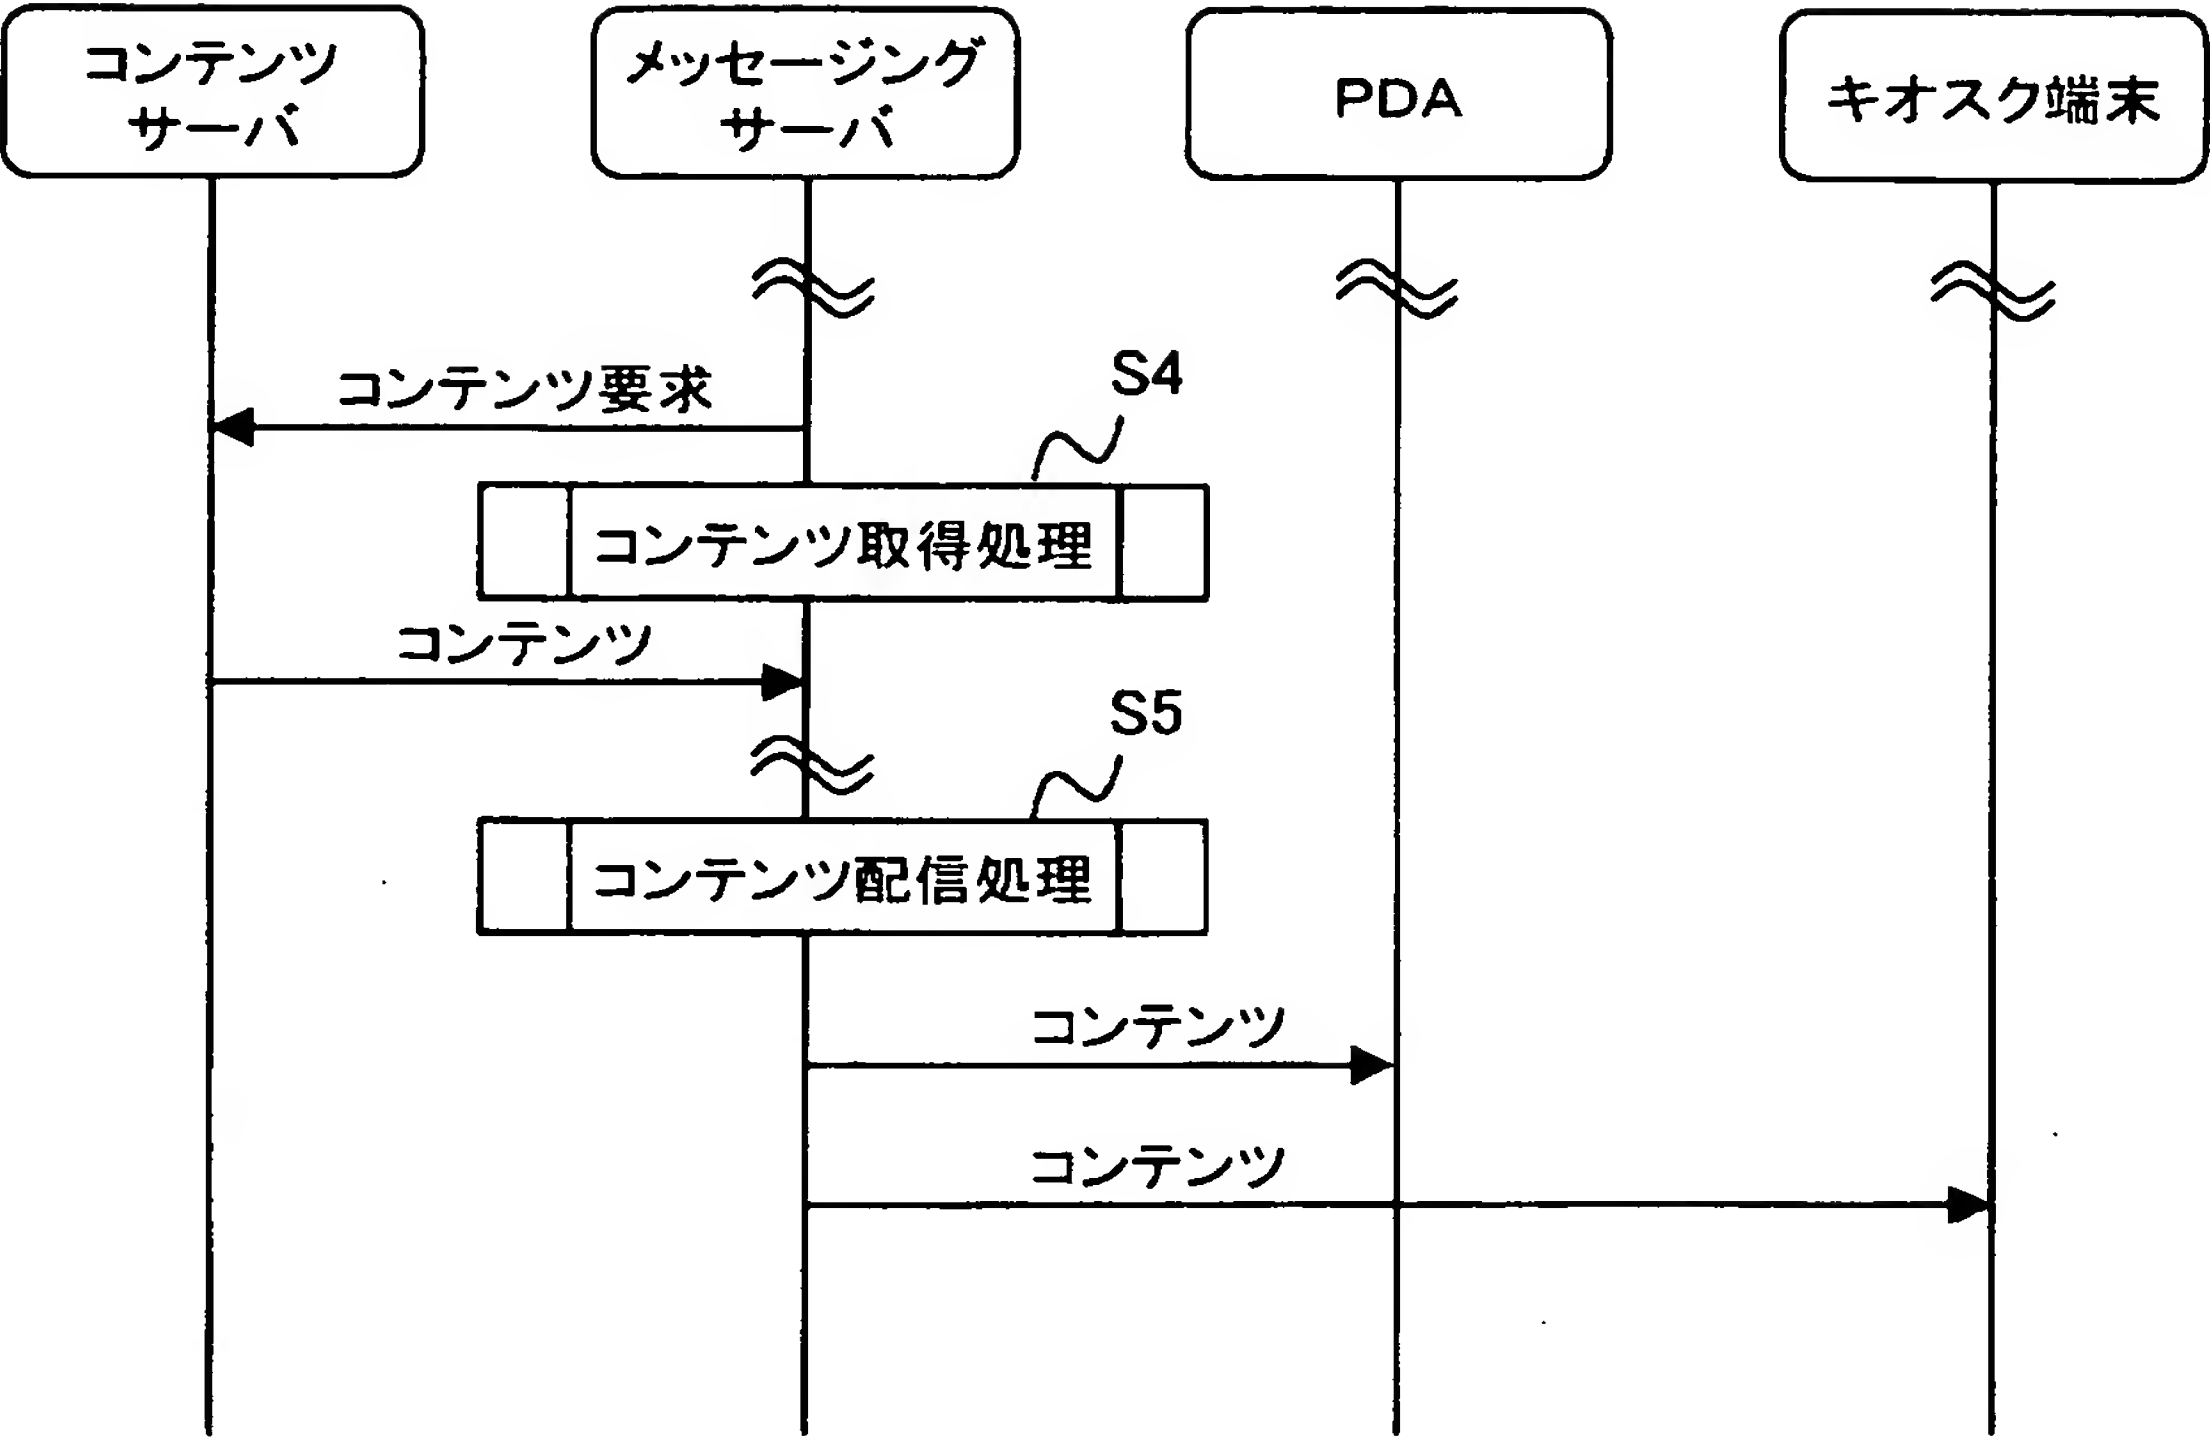 コンテンツ
サーバ
メッセージング
サーバ
PDA
キオスク端末
コンテンツ要求
S4
コンテンツ取得処理
コンテンツ
S5
コンテンツ配信処理
コンテンツ
コンテンツ